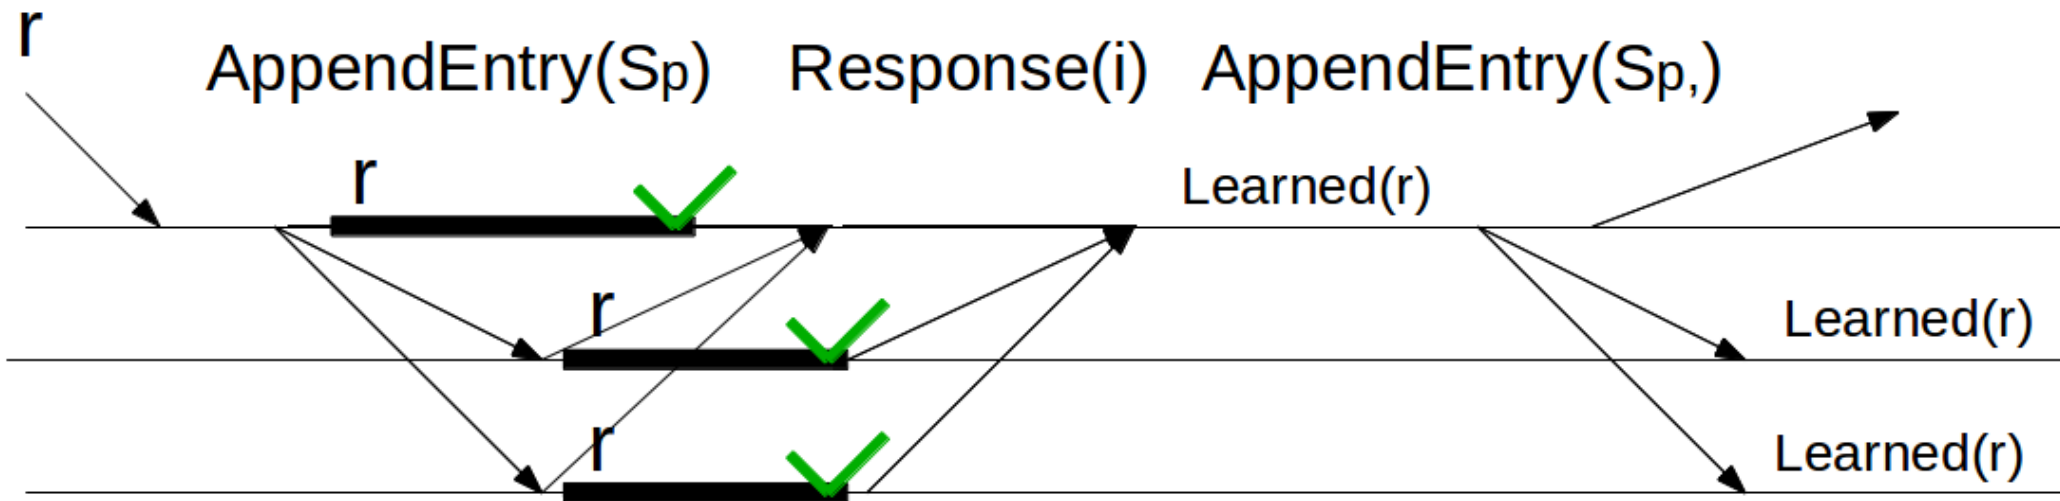 r
AppendEntry(Sp) Response(i) AppendEntry(Sp,)
r
Learned(r)
r
Learned(r)
r
Learned(r)